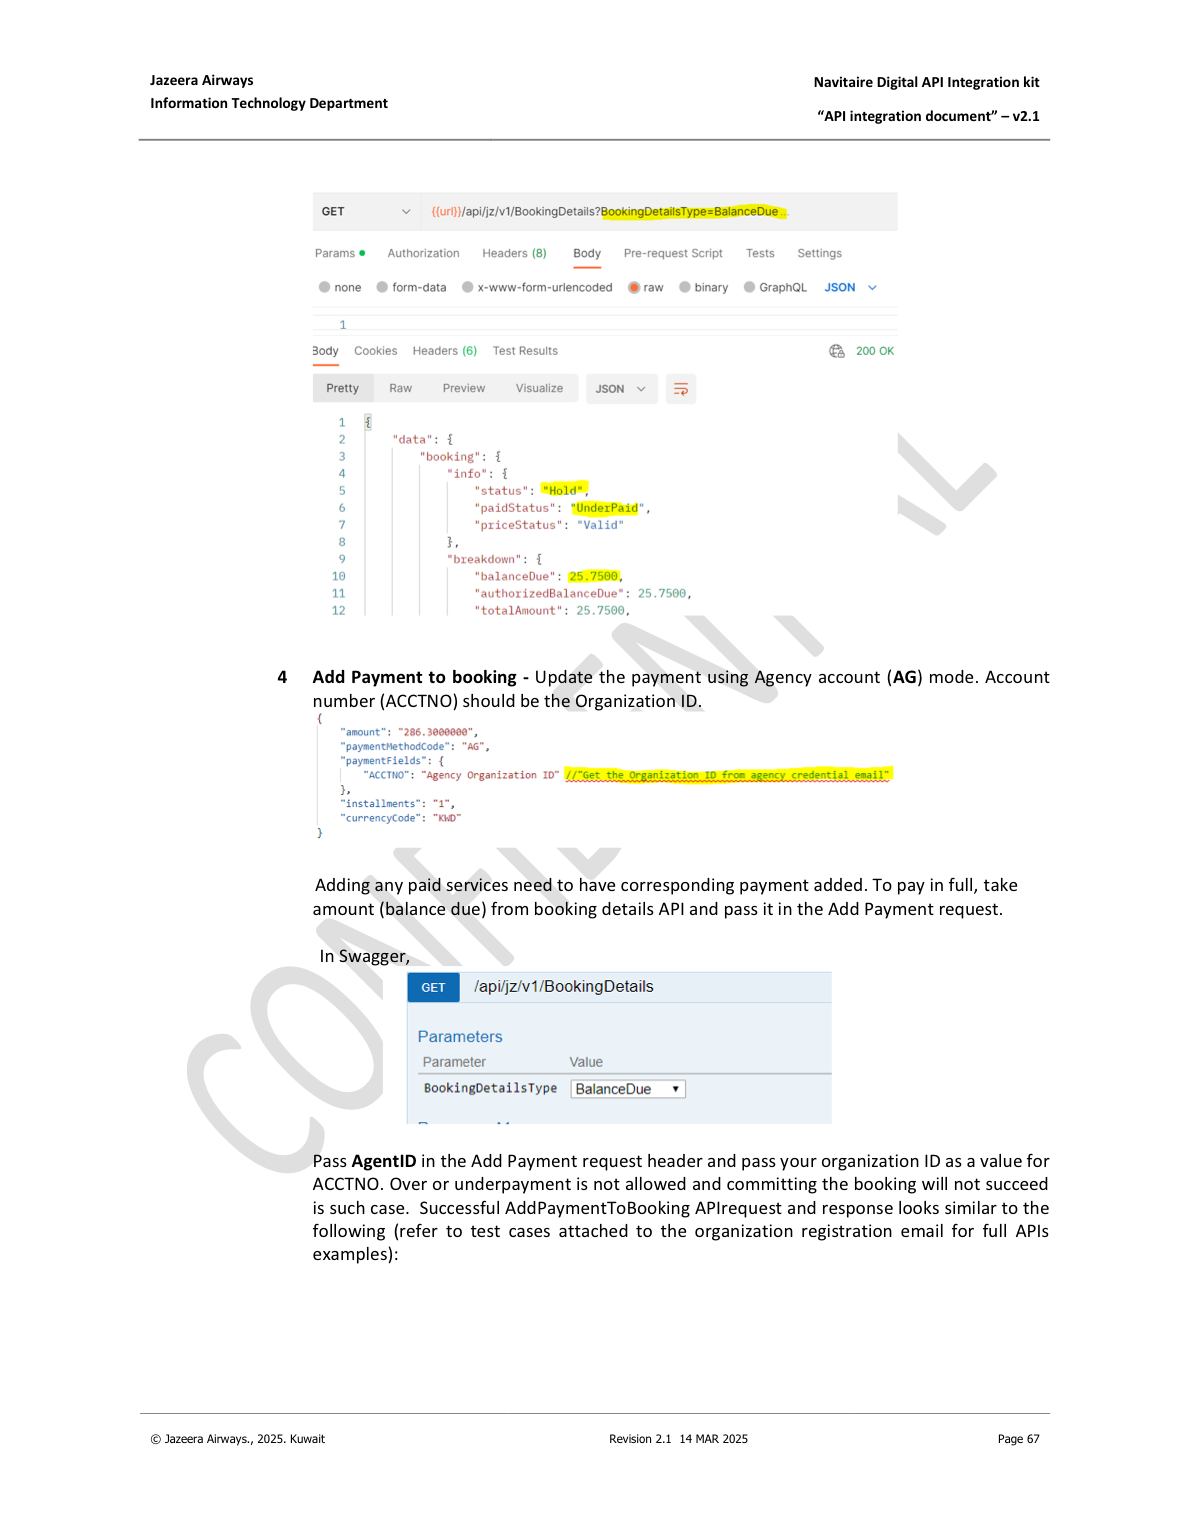 Jazeera Airways
Information Technology Department
Navitaire Digital API Integration kit
“API integration document” – v2.1
GET {{url}}/api/jz/v1/BookingDetails?BookingDetailsType=BalanceDue...
Params Authorization Headers (8) Body Pre-request Script Tests Settings
none form-data x-www-form-urlencoded raw binary GraphQL JSON
1
Body Cookies Headers (6) Test Results 200 OK
Pretty Raw Preview Visualize JSON
1 {
2 "data": {
3 "booking": {
4 "info": {
5 "status": "Hold",
6 "paidStatus": "UnderPaid",
7 "priceStatus": "Valid"
8 },
9 "breakdown": {
10 "balanceDue": 25.7500,
11 "authorizedBalanceDue": 25.7500,
12 "totalAmount": 25.7500,
4 Add Payment to booking - Update the payment using Agency account (AG) mode. Account
number (ACCTNO) should be the Organization ID.
{
"amount": "286.3000000",
"paymentMethodCode": "AG",
"paymentFields": {
"ACCTNO": "Agency Organization ID" //"Get the Organization ID from agency credential email"
},
"installments": "1",
"currencyCode": "KWD"
}
Adding any paid services need to have corresponding payment added. To pay in full, take
amount (balance due) from booking details API and pass it in the Add Payment request.
In Swagger,
GET /api/jz/v1/BookingDetails
Parameters
Parameter Value
BookingDetailsType BalanceDue
Pass AgentID in the Add Payment request header and pass your organization ID as a value for
ACCTNO. Over or underpayment is not allowed and committing the booking will not succeed
is such case. Successful AddPaymentToBooking APIrequest and response looks similar to the
following (refer to test cases attached to the organization registration email for full APIs
examples):
CONFIDENTIAL
© Jazeera Airways., 2025. Kuwait Revision 2.1 14 MAR 2025 Page 67